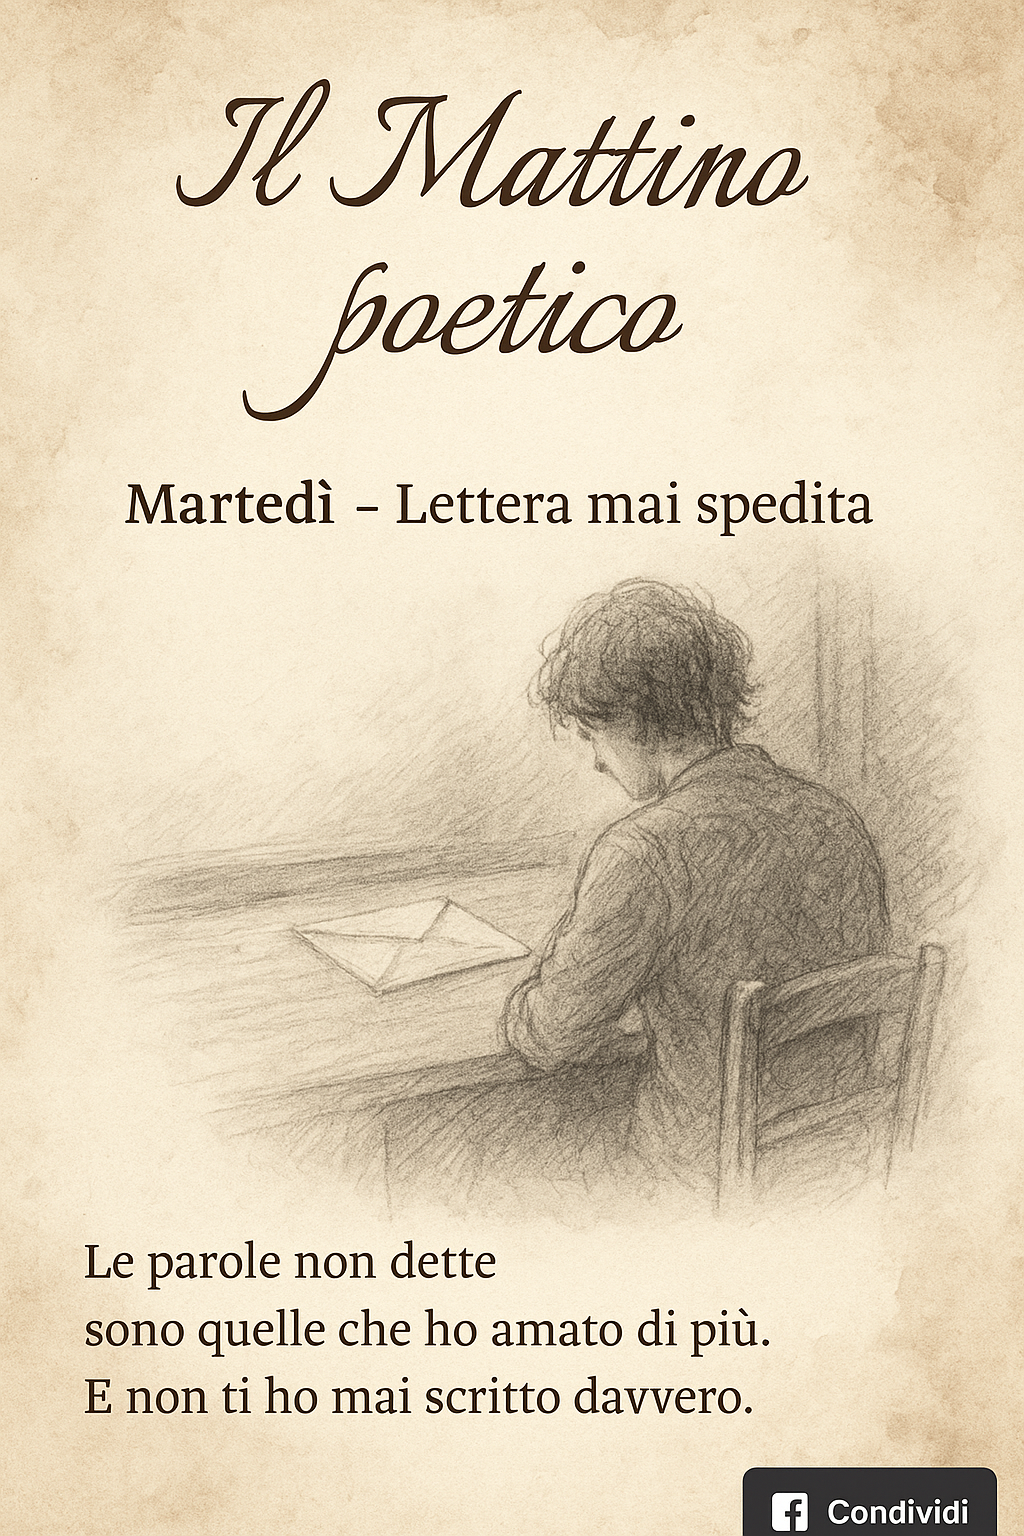 Il Mattino
poetico
Martedì – Lettera mai spedita
Le parole non dette
sono quelle che ho amato di più.
E non ti ho mai scritto davvero.
Condividi